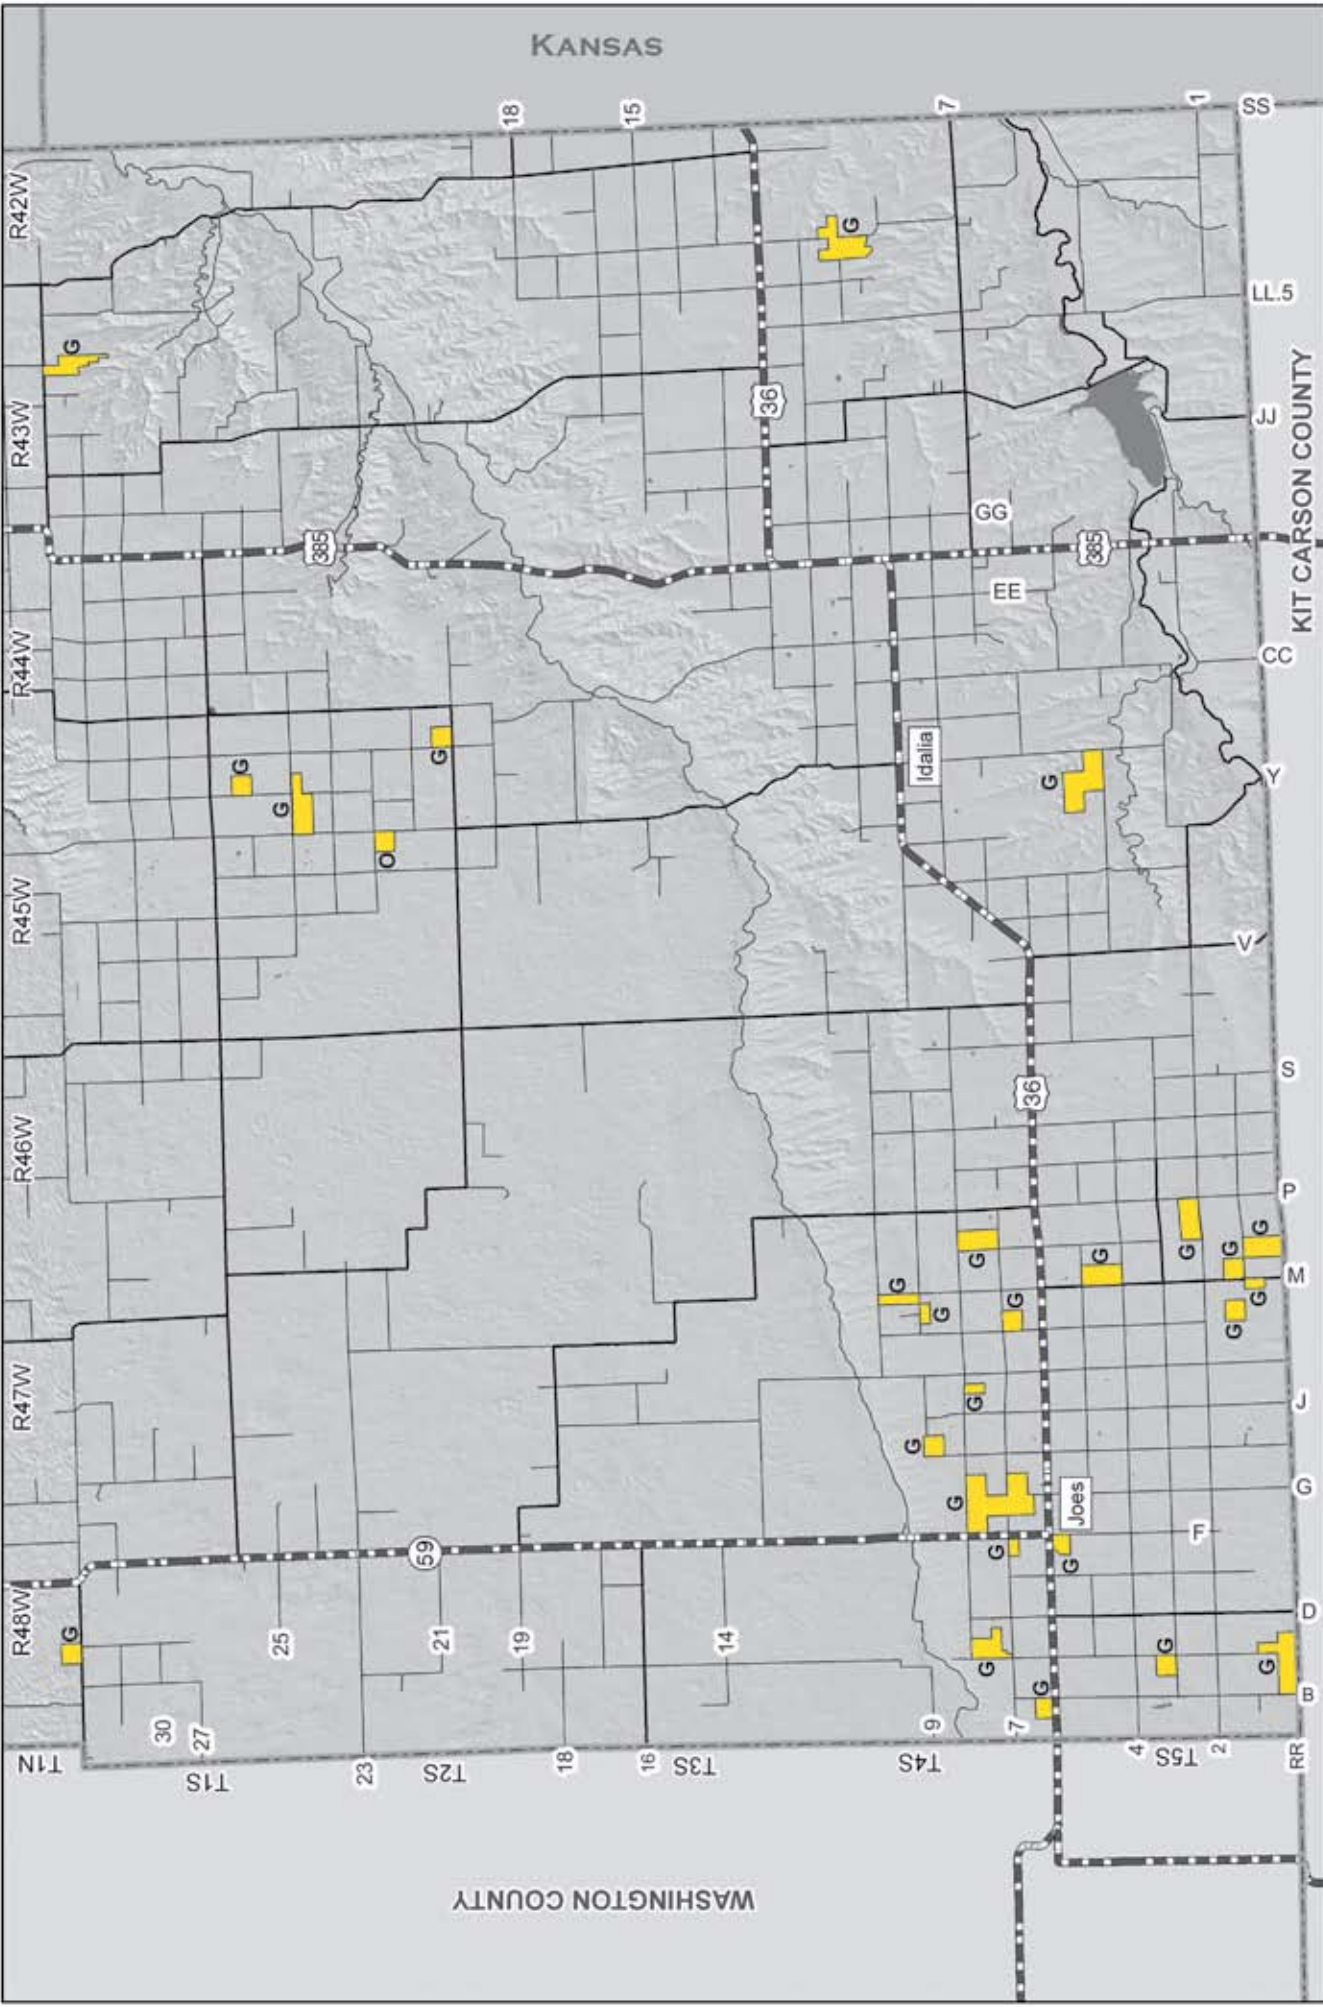 KANSAS
18
15
7
1
SS
R42W
G
LL.5
G
R43W
36
JJ
KIT CARSON COUNTY
GG
385
385
EE
R44W
CC
G
G
G
O
Idalia
G
Y
R45W
V
S
36
R46W
P
G
G
G
G
G
M
G
G
G
G
G
G
R47W
G
J
G
G
G
Joes
F
59
G
G
R48W
G
25
21
19
14
D
G
G
G
G
B
30
27
9
7
T1N
T1S
23
T2S
18
16
T3S
T4S
4
T5S
2
RR
WASHINGTON COUNTY